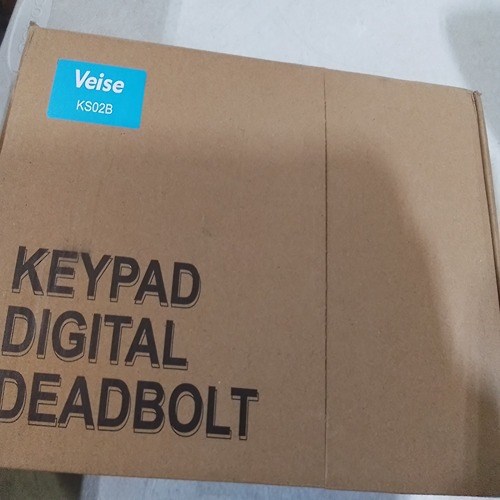 Veise
KS02B
KEYPAD
DIGITAL
DEADBOLT